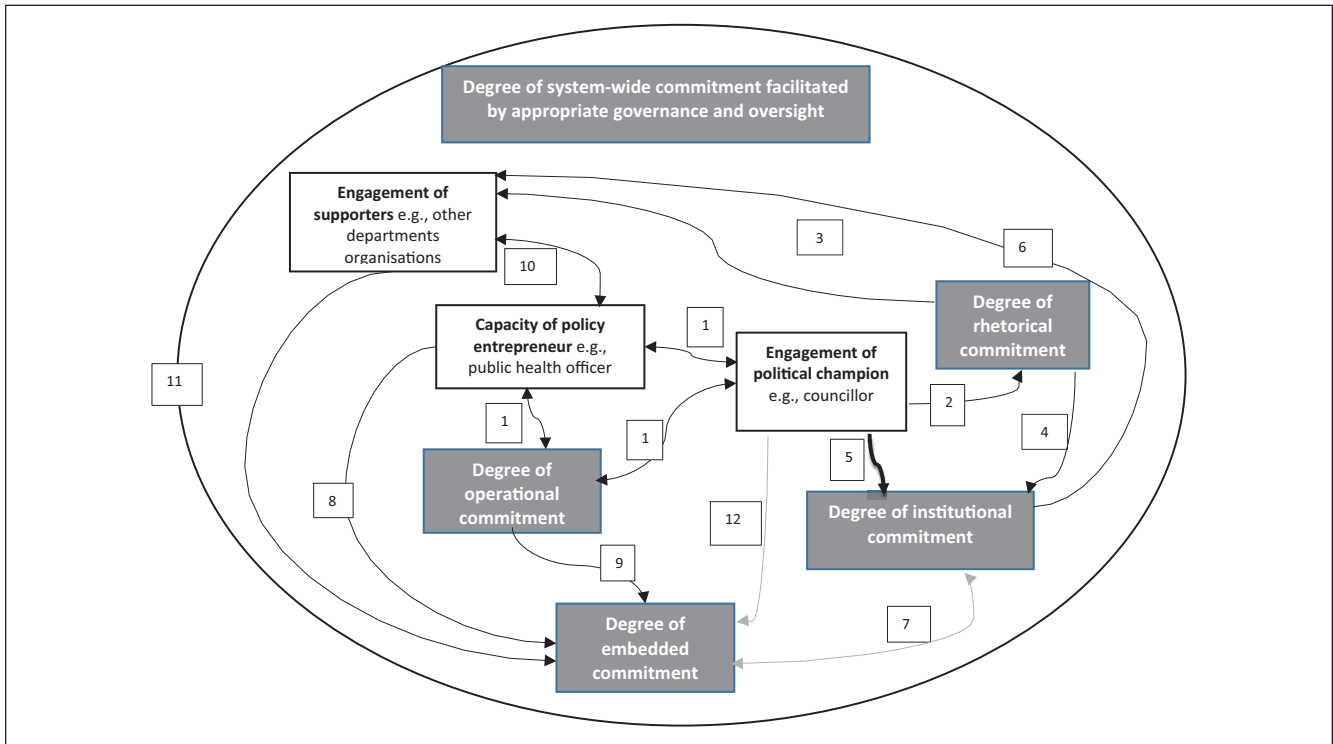 Degree of system-wide commitment facilitated
by appropriate governance and oversight
Engagement of
supporters e.g., other
departments
organisations
3
6
10
Degree of
rhetorical
commitment
Capacity of policy
entrepreneur e.g.,
public health officer
1
Engagement of
political champion
e.g., councillor
11
2
1
1
4
5
Degree of
operational
commitment
8
12
Degree of institutional
commitment
9
Degree of
embedded
commitment
7